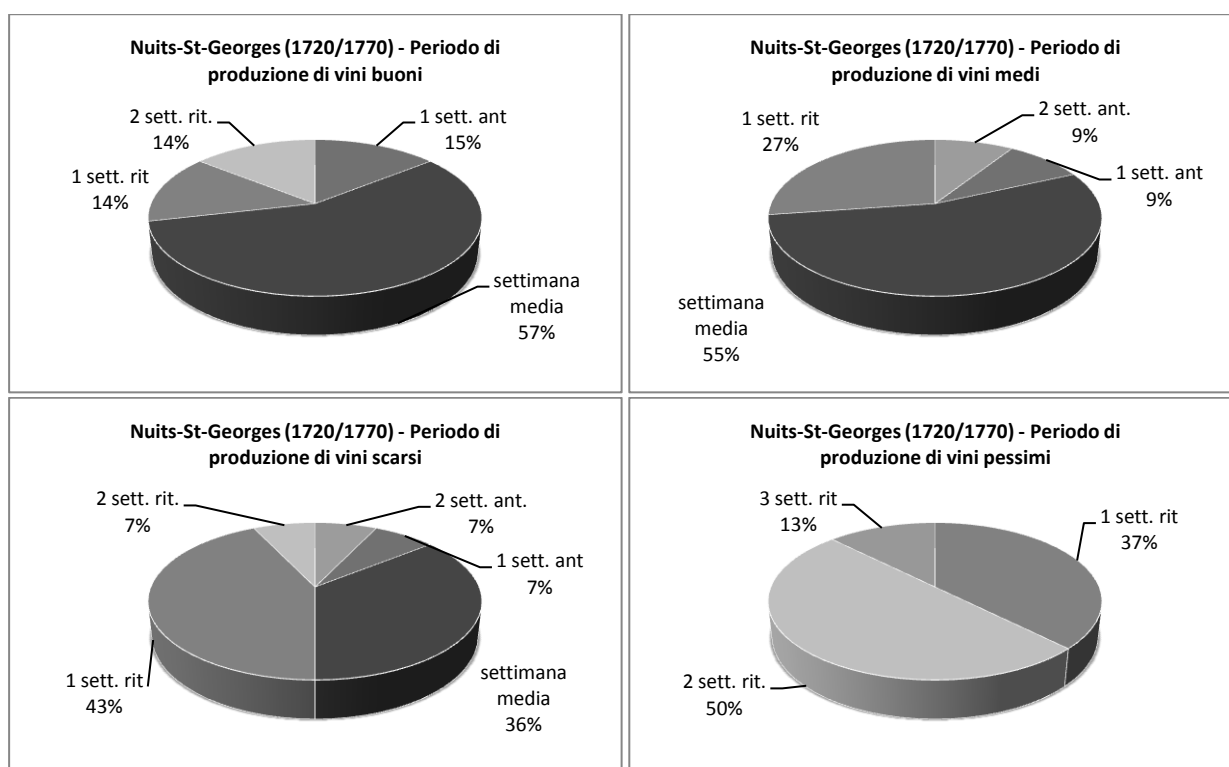 Nuits-St-Georges (1720/1770) - Periodo di
produzione di vini buoni
2 sett. rit.
14%
1 sett. ant
15%
1 sett. rit
14%
settimana
media
57%
Nuits-St-Georges (1720/1770) - Periodo di
produzione di vini medi
1 sett. rit
27%
2 sett. ant.
9%
1 sett. ant
9%
settimana
media
55%
Nuits-St-Georges (1720/1770) - Periodo di
produzione di vini scarsi
2 sett. rit.
7%
2 sett. ant.
7%
1 sett. ant
7%
1 sett. rit
43%
settimana
media
36%
Nuits-St-Georges (1720/1770) - Periodo di
produzione di vini pessimi
3 sett. rit
13%
1 sett. rit
37%
2 sett. rit.
50%